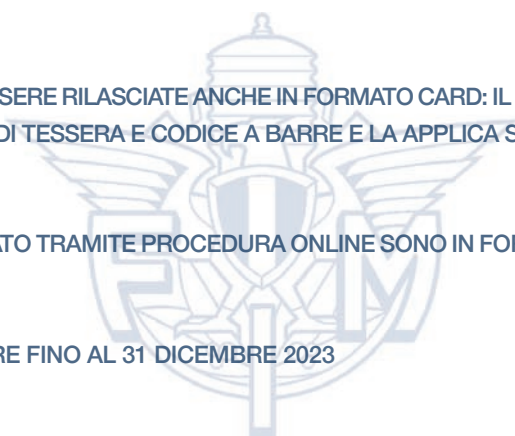 SERE RILASCIATE ANCHE IN FORMATO CARD: IL
DI TESSERA E CODICE A BARRE E LA APPLICA S
ATO TRAMITE PROCEDURA ONLINE SONO IN FO
RE FINO AL 31 DICEMBRE 2023
F M